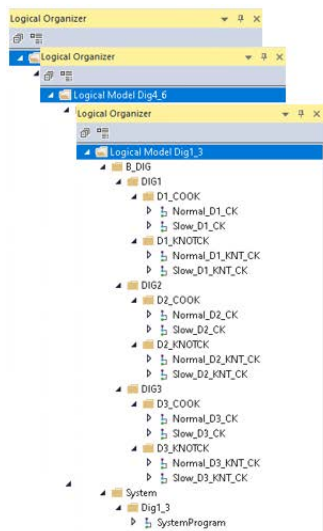 Logical Organizer
Logical Organizer
Logical Model Dig4_6
Logical Organizer
Logical Model Dig1_3
B_DIG
DIG1
D1_COOK
Normal_D1_CK
Slow_D1_CK
D1_KNOTCK
Normal_D1_KNT_CK
Slow_D1_KNT_CK
DIG2
D2_COOK
Normal_D2_CK
Slow_D2_CK
D2_KNOTCK
Normal_D2_KNT_CK
Slow_D2_KNT_CK
DIG3
D3_COOK
Normal_D3_CK
Slow_D3_CK
D3_KNOTCK
Normal_D3_KNT_CK
Slow_D3_KNT_CK
System
Dig1_3
SystemProgram